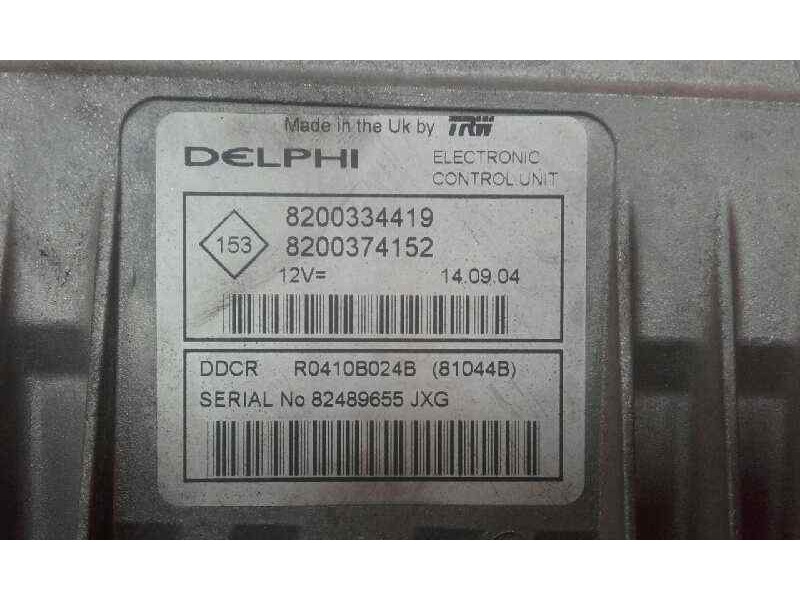 Made in the Uk by TRW
DELPHI
ELECTRONIC
CONTROL UNIT
153
8200334419
8200374152
12V= 14.09.04
DDCR R0410B024B (81044B)
SERIAL No 82489655 JXG